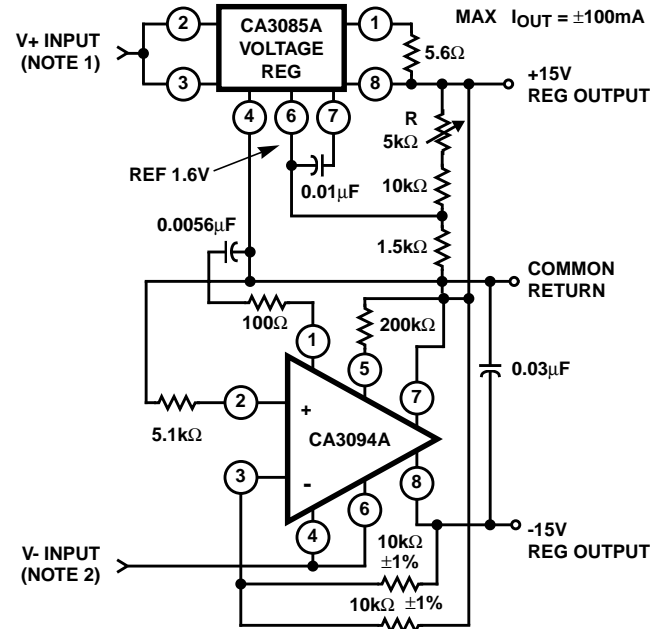 MAX I_OUT = ±100mA
V+ INPUT
(NOTE 1)
2
3
CA3085A
VOLTAGE
REG
1
8
5.6Ω
+15V
REG OUTPUT
4
6
7
R
5kΩ
REF 1.6V
0.01μF
10kΩ
0.0056μF
1.5kΩ
COMMON
RETURN
100Ω
200kΩ
1
5
7
0.03μF
2
+
5.1kΩ
CA3094A
3
-
8
6
4
-15V
REG OUTPUT
V- INPUT
(NOTE 2)
10kΩ
±1%
10kΩ ±1%